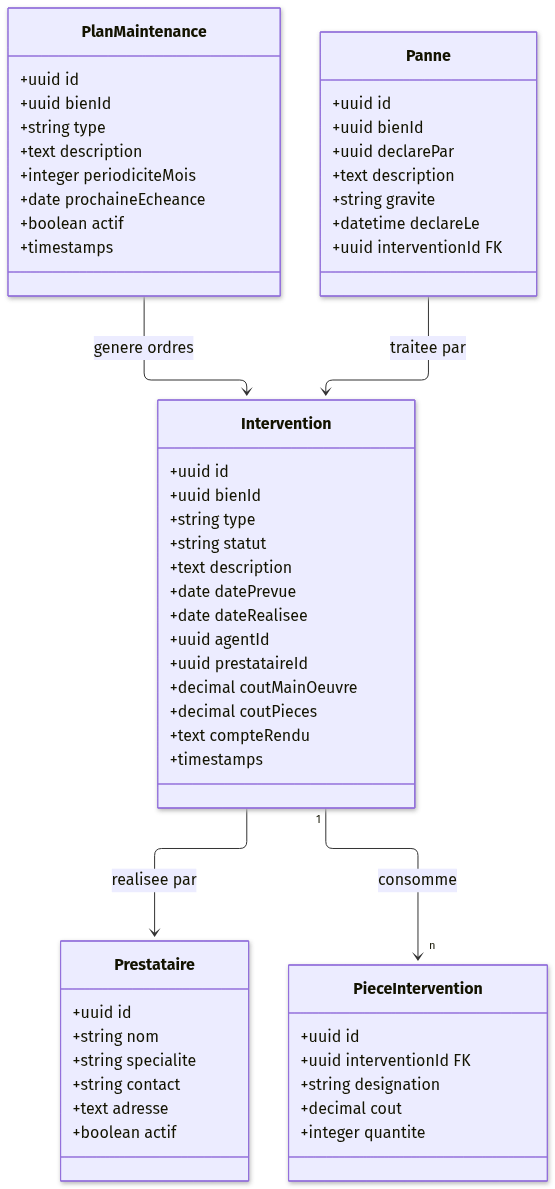 PlanMaintenance
+uuid id
+uuid bienId
+string type
+text description
+integer periodiciteMois
+date prochaineEcheance
+boolean actif
+timestamps
Panne
+uuid id
+uuid bienId
+uuid declarePar
+text description
+string gravite
+datetime declareLe
+uuid interventionId FK
genere ordres
traitee par
Intervention
+uuid id
+uuid bienId
+string type
+string statut
+text description
+date datePrevue
+date dateRealisee
+uuid agentId
+uuid prestataireId
+decimal coutMainOeuvre
+decimal coutPieces
+text compteRendu
+timestamps
1
realisee par
consomme
n
Prestataire
+uuid id
+string nom
+string specialite
+string contact
+text adresse
+boolean actif
PieceIntervention
+uuid id
+uuid interventionId FK
+string designation
+decimal cout
+integer quantite